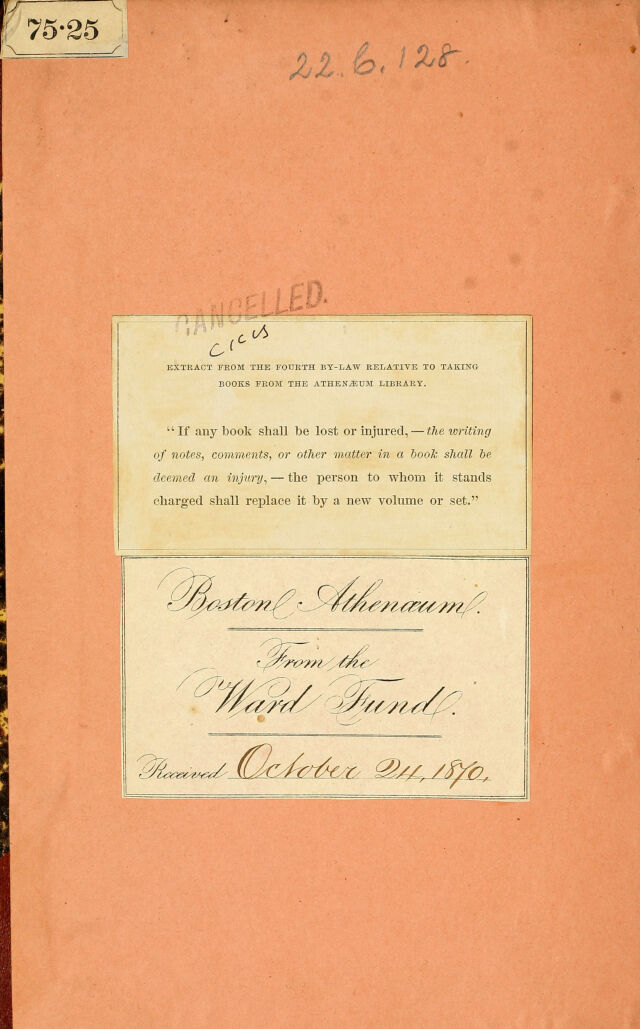 75·25
22.6.128.
CANCELLED.
EXTRACT FROM THE FOURTH BY-LAW RELATIVE TO TAKING
BOOKS FROM THE ATHENÆUM LIBRARY.
“If any book shall be lost or injured, — the writing
of notes, comments, or other matter in a book shall be
deemed an injury, — the person to whom it stands
charged shall replace it by a new volume or set.”
Boston Athenæum.
From the
Ward Fund.
Received October 24, 1870.